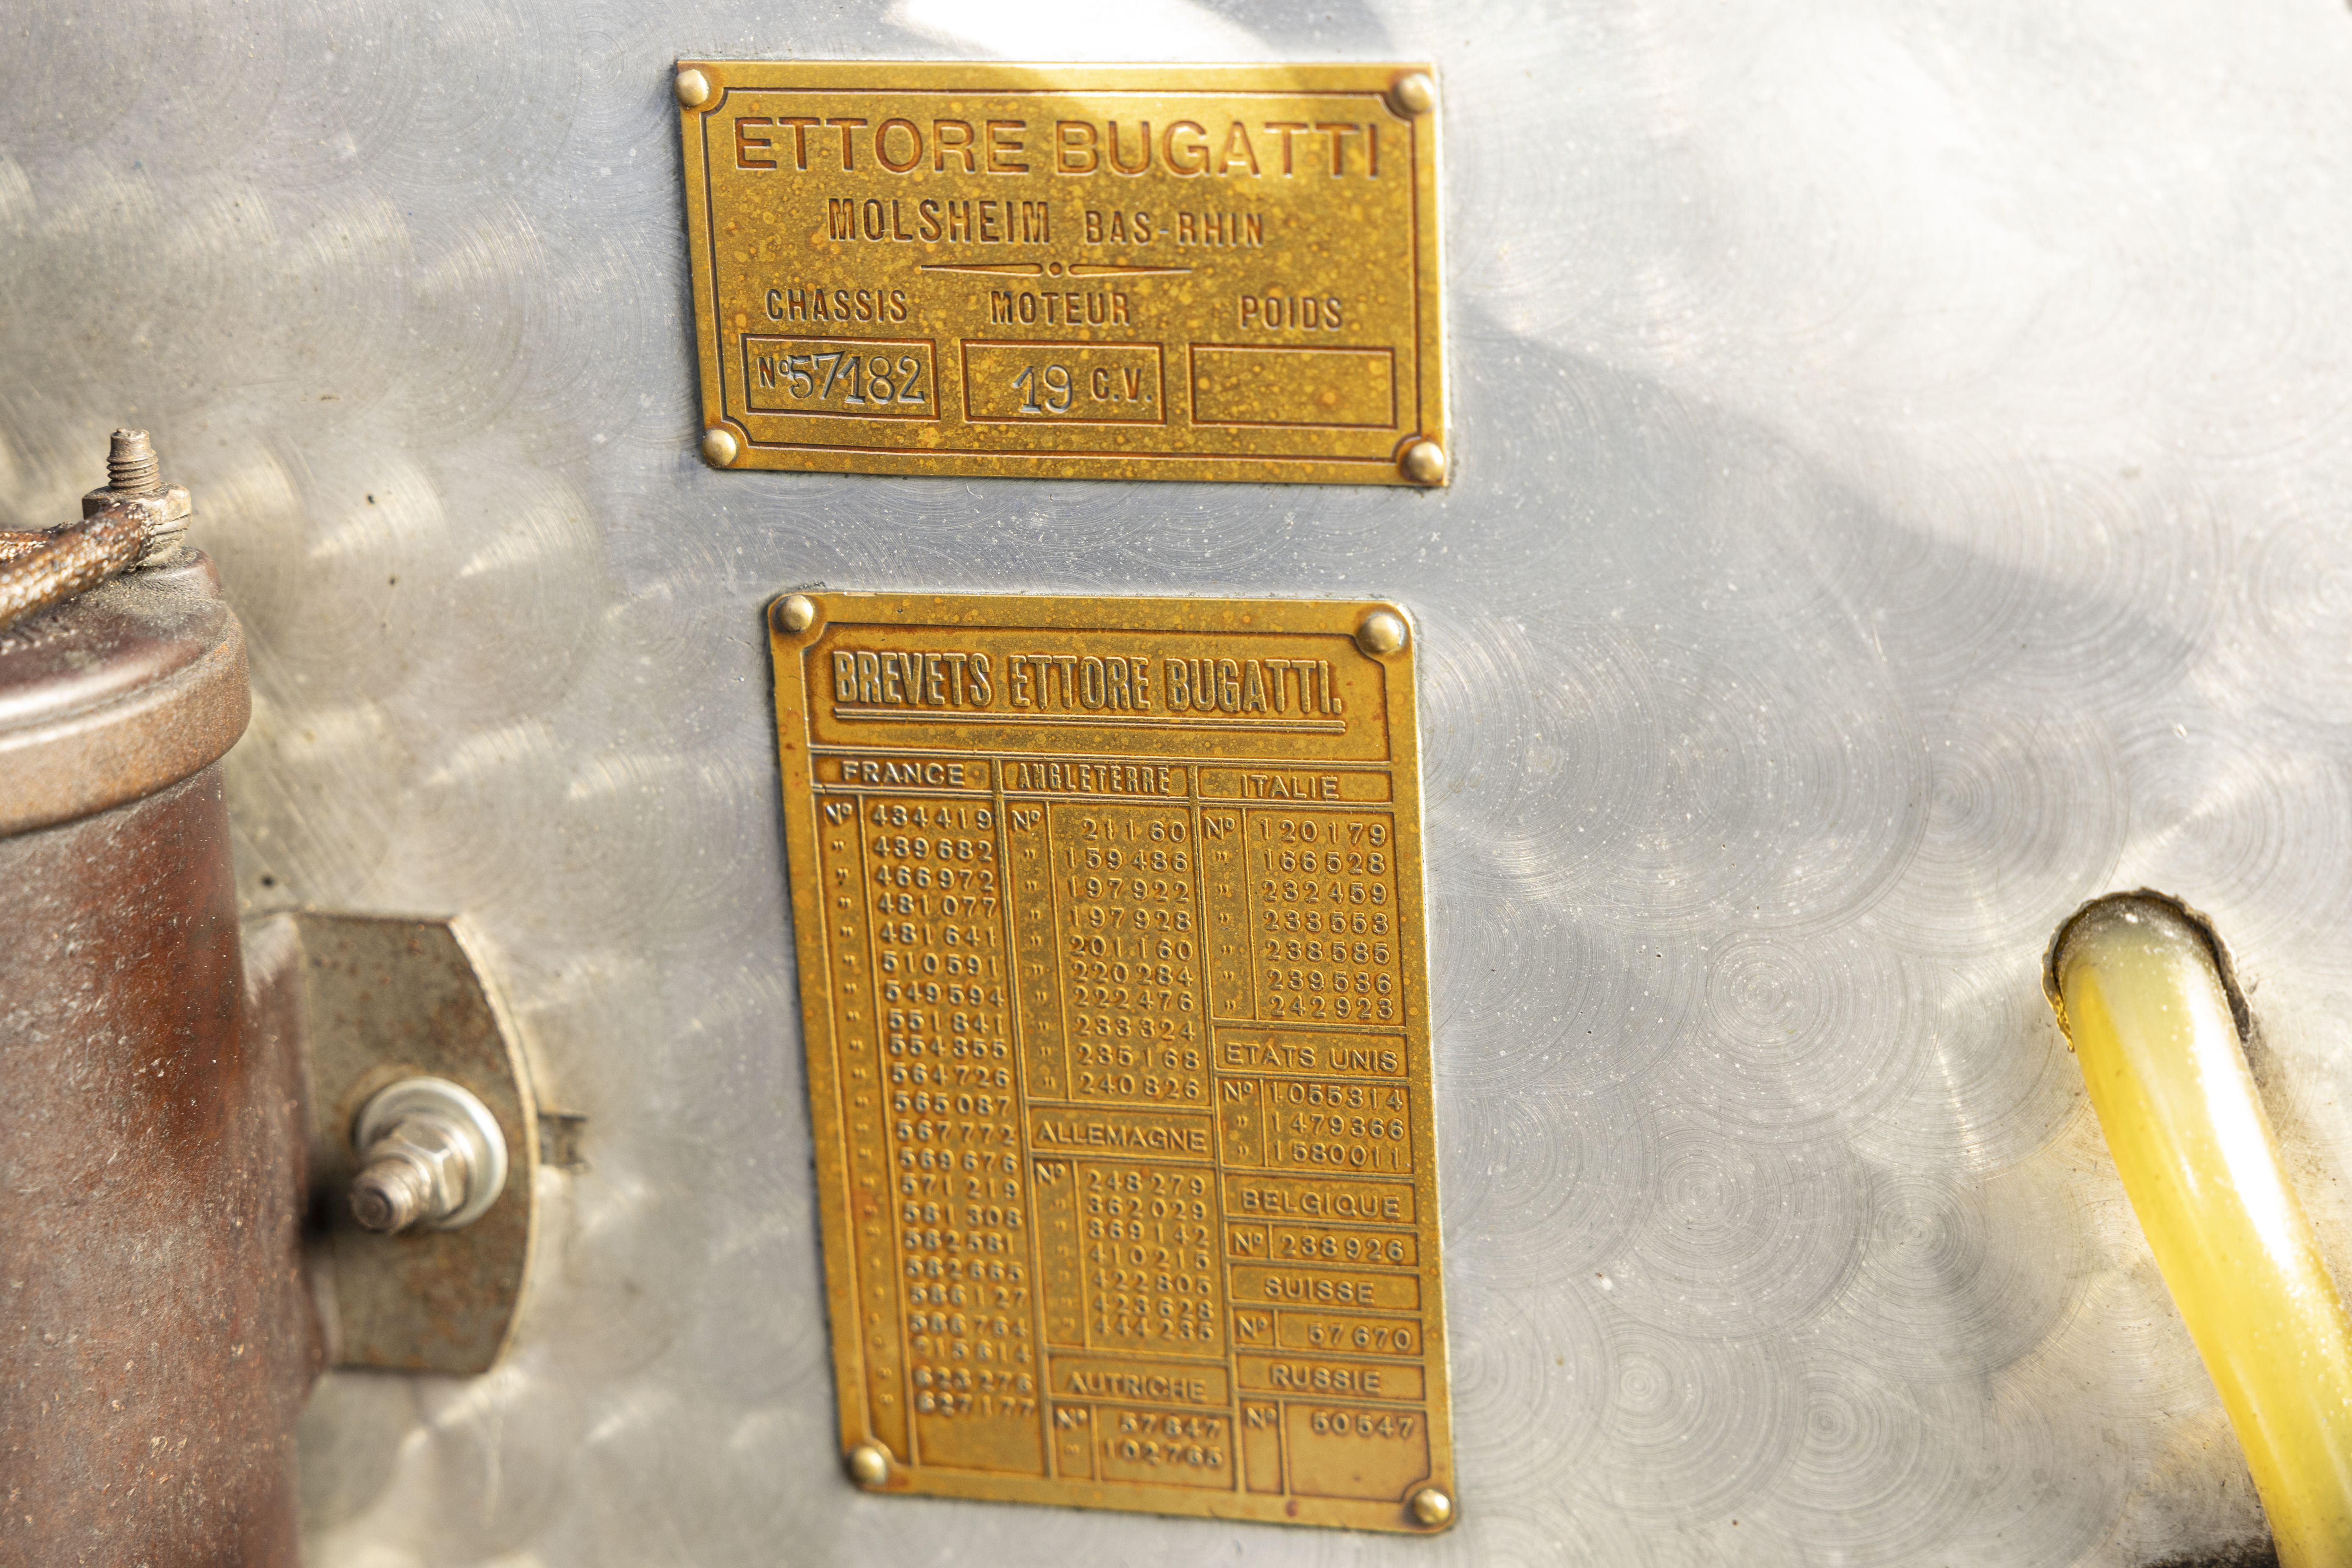 ETTORE BUGATTI
MOLSHEIM BAS-RHIN
CHASSIS MOTEUR POIDS
Nº57182 19 C.V.
BREVETS ETTORE BUGATTI.
FRANCE
Nº 434419
" 439682
" 466972
" 481077
" 481641
" 510591
" 549594
" 551841
" 554355
" 564726
" 565087
" 567772
" 569676
" 571219
" 581308
" 582581
" 582665
" 586127
" 586764
" 615614
" 623276
" 627177
ANGLETERRE
Nº 21160
" 159486
" 197922
" 197928
" 201160
" 220284
" 222476
" 233324
" 235168
" 240826
ALLEMAGNE
Nº 248279
" 362029
" 369142
" 410215
" 422805
" 423628
" 444235
AUTRICHE
Nº 57847
" 102765
ITALIE
Nº 120179
" 166528
" 232459
" 233553
" 238585
" 239536
" 242923
ETATS UNIS
Nº 1055314
" 1479366
" 1580011
BELGIQUE
Nº 238926
SUISSE
Nº 57670
RUSSIE
Nº 50547